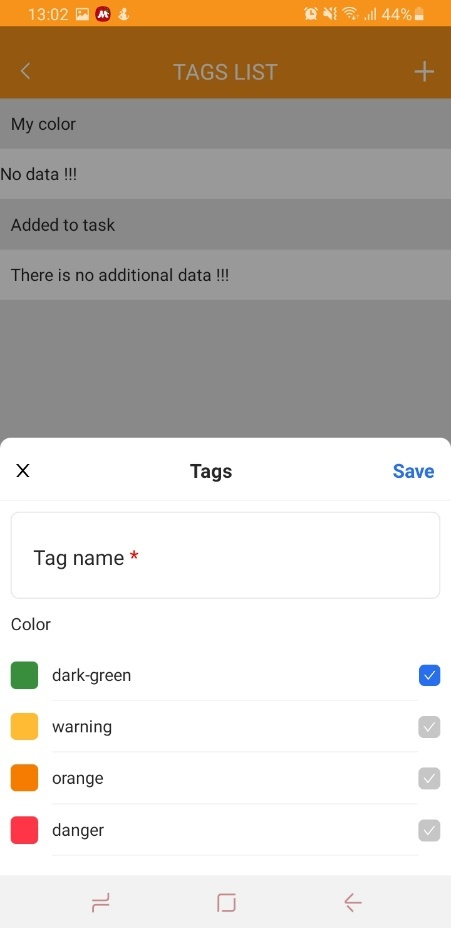 13:02
44%
TAGS LIST
My color
No data !!!
Added to task
There is no additional data !!!
X
Tags
Save
Tag name *
Color
dark-green
warning
orange
danger